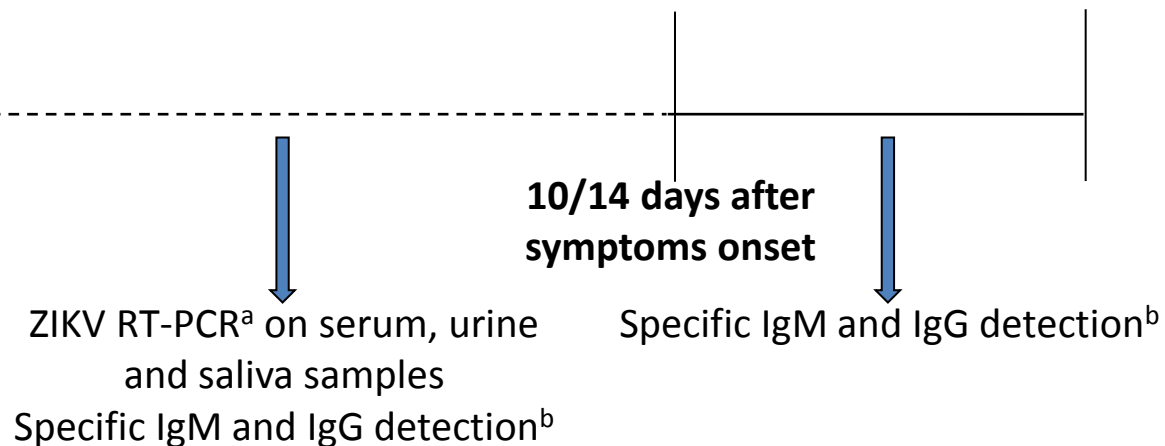 10/14 days after
symptoms onset
ZIKV RT-PCRᵃ on serum, urine
and saliva samples
Specific IgM and IgG detectionᵇ
Specific IgM and IgG detectionᵇ